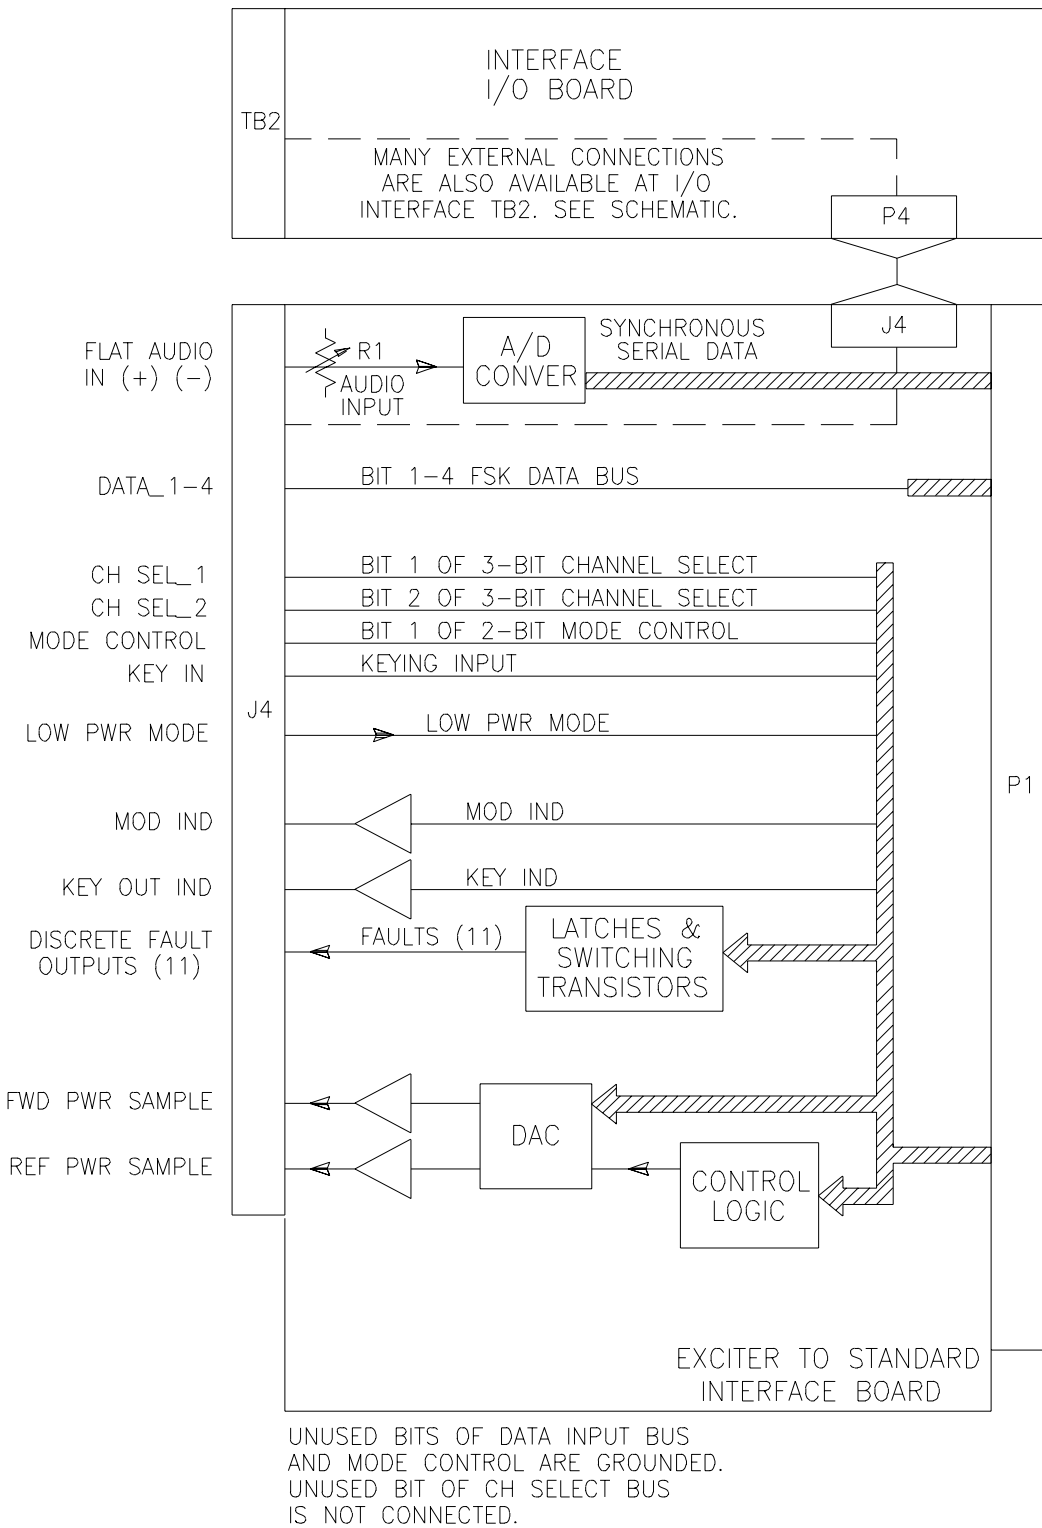 INTERFACE
I/O BOARD
TB2
MANY EXTERNAL CONNECTIONS
ARE ALSO AVAILABLE AT I/O
INTERFACE TB2. SEE SCHEMATIC.
P4
J4
FLAT AUDIO
IN (+) (-)
R1
AUDIO
INPUT
A/D
CONVER
SYNCHRONOUS
SERIAL DATA
DATA_1-4
BIT 1-4 FSK DATA BUS
CH SEL_1
BIT 1 OF 3-BIT CHANNEL SELECT
CH SEL_2
BIT 2 OF 3-BIT CHANNEL SELECT
MODE CONTROL
BIT 1 OF 2-BIT MODE CONTROL
KEY IN
KEYING INPUT
J4
LOW PWR MODE
LOW PWR MODE
P1
MOD IND
MOD IND
KEY OUT IND
KEY IND
DISCRETE FAULT
OUTPUTS (11)
FAULTS (11)
LATCHES &
SWITCHING
TRANSISTORS
FWD PWR SAMPLE
DAC
REF PWR SAMPLE
CONTROL
LOGIC
EXCITER TO STANDARD
INTERFACE BOARD
UNUSED BITS OF DATA INPUT BUS
AND MODE CONTROL ARE GROUNDED.
UNUSED BIT OF CH SELECT BUS
IS NOT CONNECTED.